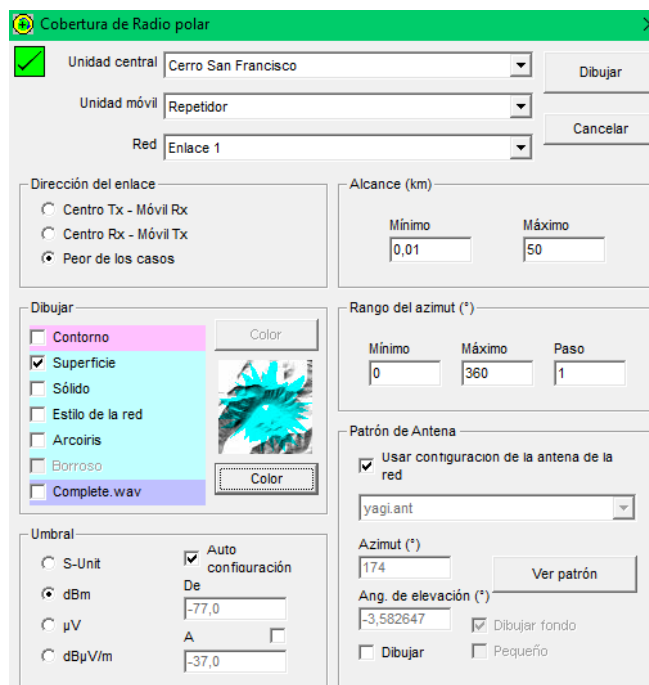 Cobertura de Radio polar
Unidad central Cerro San Francisco
Dibujar
Unidad móvil Repetidor
Cancelar
Red Enlace 1
Dirección del enlace
Centro Tx - Móvil Rx
Centro Rx - Móvil Tx
Peor de los casos
Alcance (km)
Mínimo Máximo
0,01 50
Dibujar
Contorno
Superficie
Sólido
Estilo de la red
Arcoiris
Borroso
Complete.wav
Color
Color
Rango del azimut (°)
Mínimo Máximo Paso
0 360 1
Patrón de Antena
Usar configuración de la antena de la
red
yagi.ant
Azimut (°)
174
Ver patrón
Ang. de elevación (°)
-3,582647
Dibujar fondo
Dibujar
Pequeño
Umbral
S-Unit
dBm
µV
dBµV/m
Auto
configuración
De
-77,0
A
-37,0